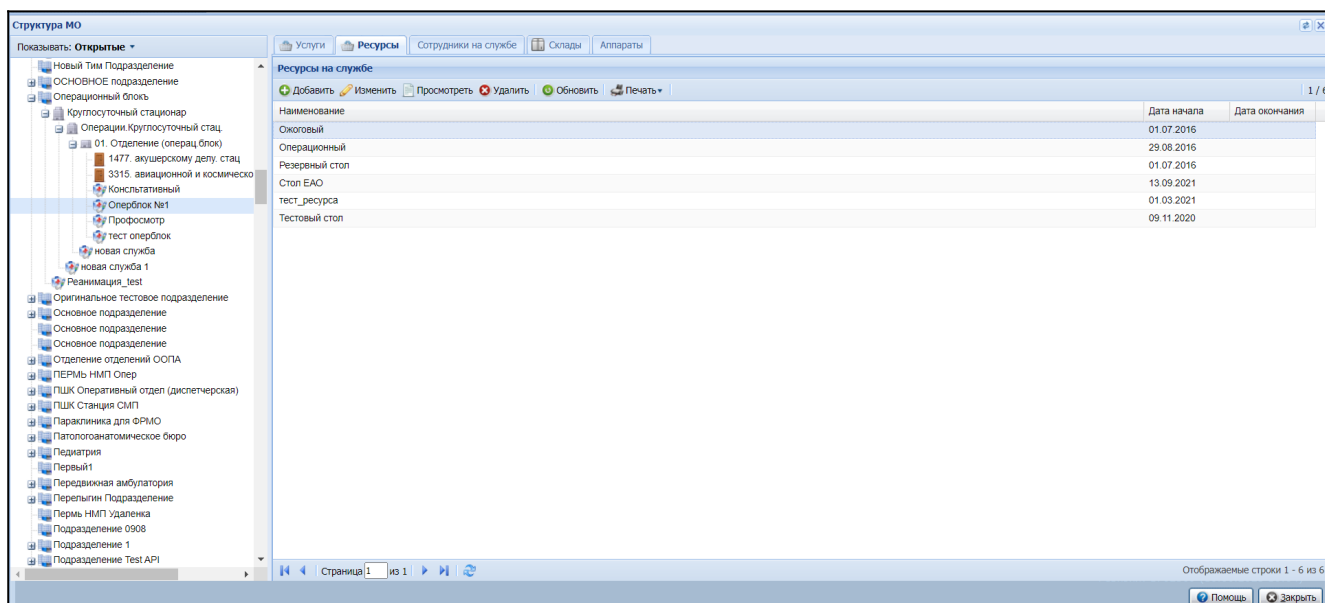 Структура МО
Показывать: Открытые
Новый Тим Подразделение
ОСНОВНОЕ подразделение
Операционный блокъ
Круглосуточный стационар
Операции.Круглосуточный стац.
01. Отделение (операц.блок)
1477. акушерскому делу. стац
3315. авиационной и космическо
Консльтативный
Оперблок №1
Профосмотр
тест оперблок
новая служба
новая служба 1
Реанимация_test
Оригинальное тестовое подразделение
Основное подразделение
Основное подразделение
Основное подразделение
Отделение отделений ООПА
ПЕРМЬ НМП Опер
ПШК Оперативный отдел (диспетчерская)
ПШК Станция СМП
Параклиника для ФРМО
Патологоанатомическое бюро
Педиатрия
Первый1
Передвижная амбулатория
Перелыгин Подразделение
Пермь НМП Удаленка
Подразделение 0908
Подразделение 1
Подразделение Test API
Услуги Ресурсы Сотрудники на службе Склады Аппараты
Ресурсы на службе
Добавить Изменить Просмотреть Удалить Обновить Печать 1 / 6
Наименование Дата начала Дата окончания
Ожоговый 01.07.2016
Операционный 29.08.2016
Резервный стол 01.07.2016
Стол ЕАО 13.09.2021
тест_ресурса 01.03.2021
Тестовый стол 09.11.2020
Страница 1 из 1 Отображаемые строки 1 - 6 из 6
Помощь Закрыть